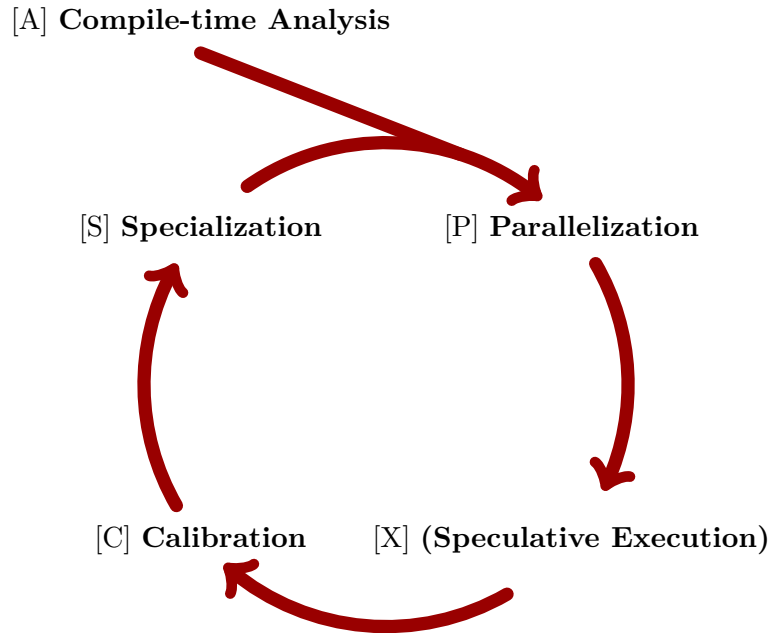 [A] Compile-time Analysis
[S] Specialization
[P] Parallelization
[C] Calibration
[X] (Speculative Execution)